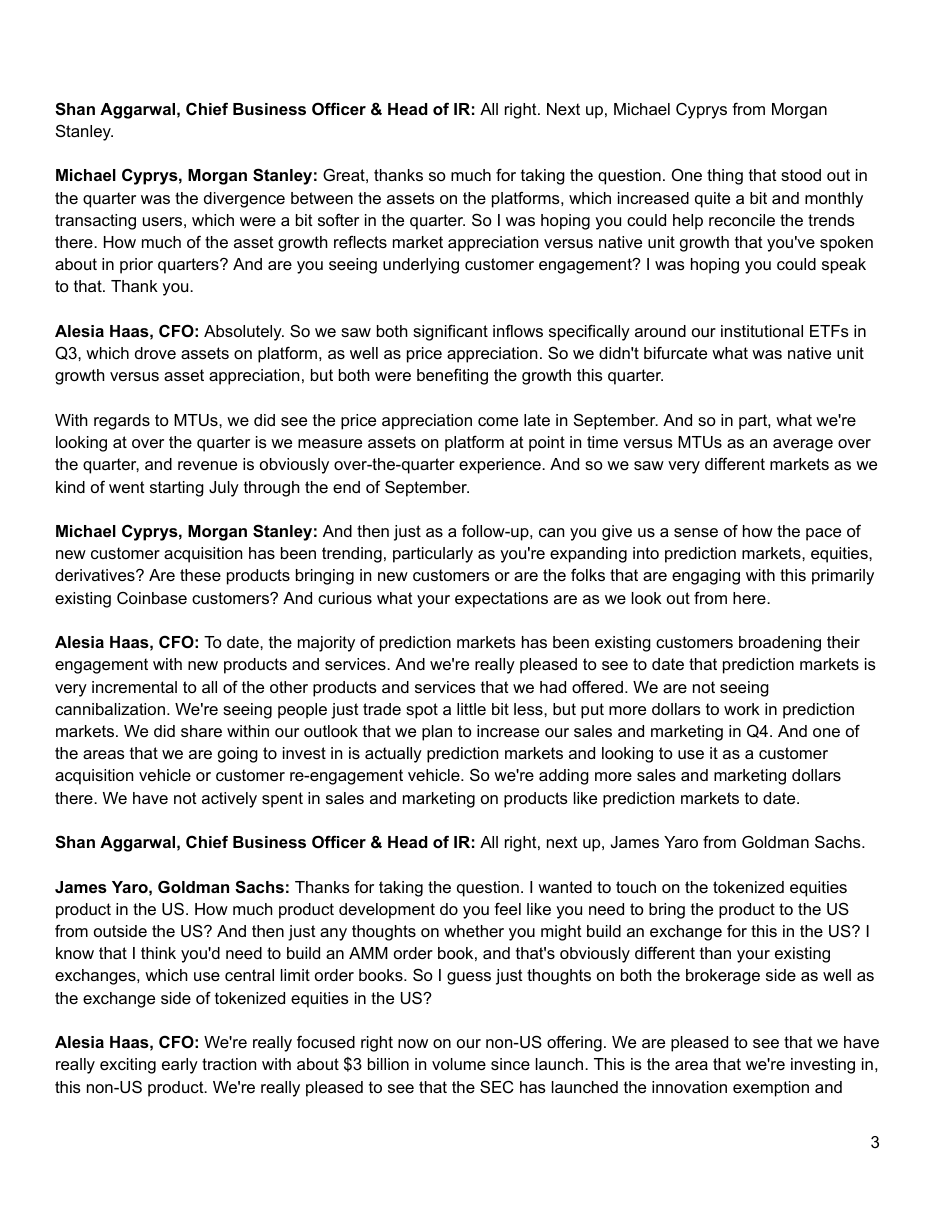 Shan Aggarwal, Chief Business Officer & Head of IR: All right. Next up, Michael Cyprys from Morgan
Stanley.
Michael Cyprys, Morgan Stanley: Great, thanks so much for taking the question. One thing that stood out in
the quarter was the divergence between the assets on the platforms, which increased quite a bit and monthly
transacting users, which were a bit softer in the quarter. So I was hoping you could help reconcile the trends
there. How much of the asset growth reflects market appreciation versus native unit growth that you've spoken
about in prior quarters? And are you seeing underlying customer engagement? I was hoping you could speak
to that. Thank you.
Alesia Haas, CFO: Absolutely. So we saw both significant inflows specifically around our institutional ETFs in
Q3, which drove assets on platform, as well as price appreciation. So we didn't bifurcate what was native unit
growth versus asset appreciation, but both were benefiting the growth this quarter.
With regards to MTUs, we did see the price appreciation come late in September. And so in part, what we're
looking at over the quarter is we measure assets on platform at point in time versus MTUs as an average over
the quarter, and revenue is obviously over-the-quarter experience. And so we saw very different markets as we
kind of went starting July through the end of September.
Michael Cyprys, Morgan Stanley: And then just as a follow-up, can you give us a sense of how the pace of
new customer acquisition has been trending, particularly as you're expanding into prediction markets, equities,
derivatives? Are these products bringing in new customers or are the folks that are engaging with this primarily
existing Coinbase customers? And curious what your expectations are as we look out from here.
Alesia Haas, CFO: To date, the majority of prediction markets has been existing customers broadening their
engagement with new products and services. And we're really pleased to see to date that prediction markets is
very incremental to all of the other products and services that we had offered. We are not seeing
cannibalization. We're seeing people just trade spot a little bit less, but put more dollars to work in prediction
markets. We did share within our outlook that we plan to increase our sales and marketing in Q4. And one of
the areas that we are going to invest in is actually prediction markets and looking to use it as a customer
acquisition vehicle or customer re-engagement vehicle. So we're adding more sales and marketing dollars
there. We have not actively spent in sales and marketing on products like prediction markets to date.
Shan Aggarwal, Chief Business Officer & Head of IR: All right, next up, James Yaro from Goldman Sachs.
James Yaro, Goldman Sachs: Thanks for taking the question. I wanted to touch on the tokenized equities
product in the US. How much product development do you feel like you need to bring the product to the US
from outside the US? And then just any thoughts on whether you might build an exchange for this in the US? I
know that I think you'd need to build an AMM order book, and that's obviously different than your existing
exchanges, which use central limit order books. So I guess just thoughts on both the brokerage side as well as
the exchange side of tokenized equities in the US?
Alesia Haas, CFO: We're really focused right now on our non-US offering. We are pleased to see that we have
really exciting early traction with about $3 billion in volume since launch. This is the area that we're investing in,
this non-US product. We're really pleased to see that the SEC has launched the innovation exemption and
3